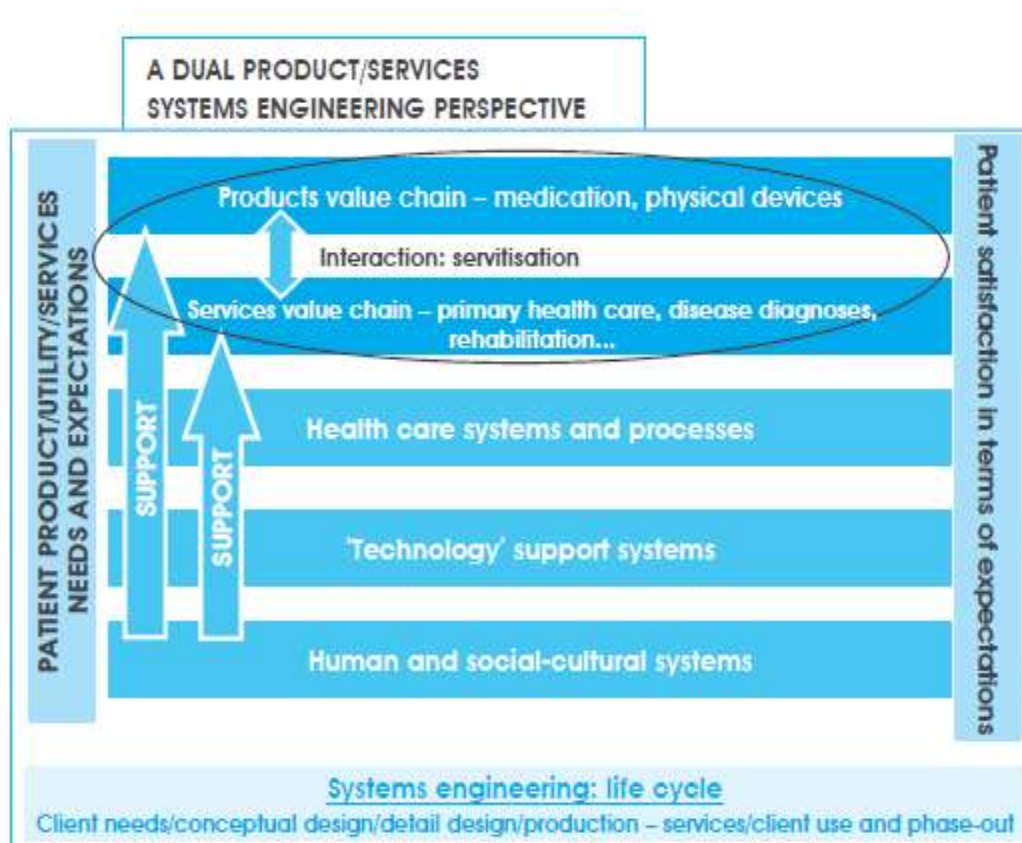 A DUAL PRODUCT/SERVICES
SYSTEMS ENGINEERING PERSPECTIVE
PATIENT PRODUCT/UTILITY/SERVICES
NEEDS AND EXPECTATIONS
Products value chain – medication, physical devices
Interaction: servitisation
Services value chain – primary health care, disease diagnoses,
rehabilitation...
SUPPORT
SUPPORT
Health care systems and processes
'Technology' support systems
Human and social-cultural systems
Patient satisfaction in terms of expectations
Systems engineering: life cycle
Client needs/conceptual design/detail design/production – services/client use and phase-out